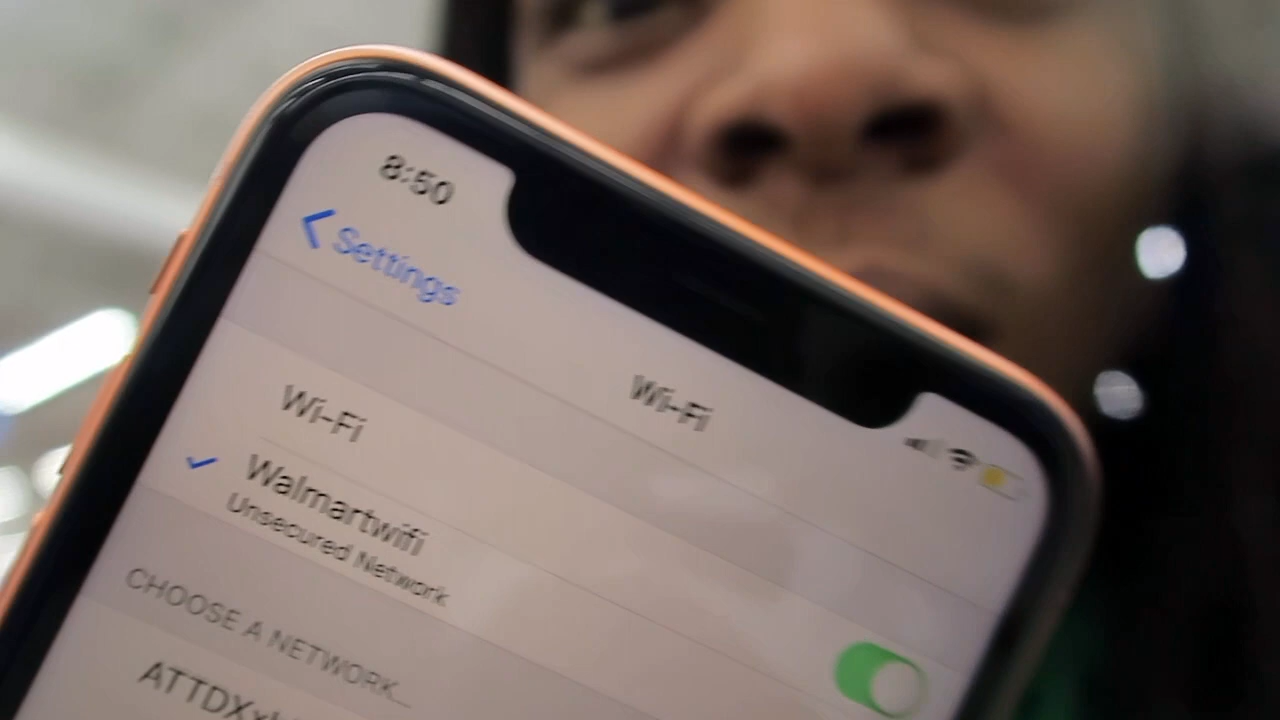 8:50
Settings
Wi-Fi
Wi-Fi
Walmartwifi
Unsecured Network
CHOOSE A NETWORK...